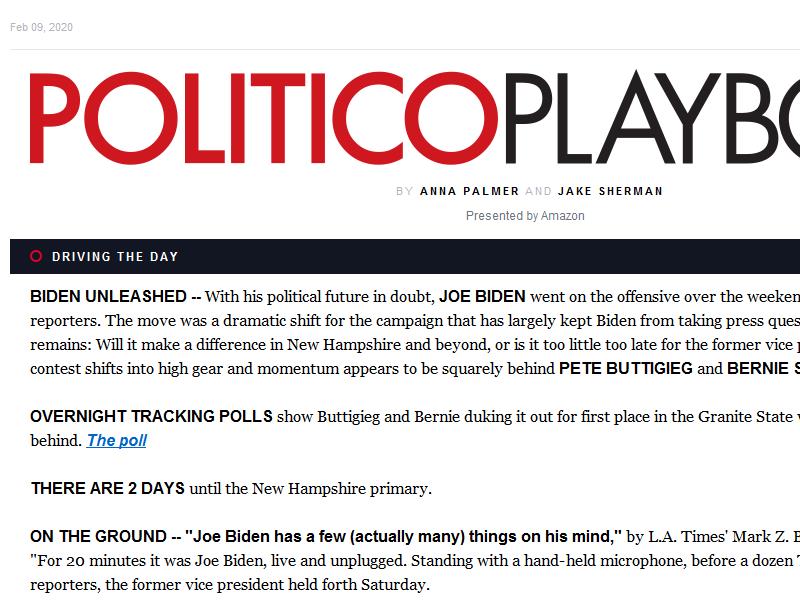 Feb 09, 2020
POLITICOPLAYBO
BY ANNA PALMER AND JAKE SHERMAN
Presented by Amazon
DRIVING THE DAY
BIDEN UNLEASHED -- With his political future in doubt, JOE BIDEN went on the offensive over the weeken
reporters. The move was a dramatic shift for the campaign that has largely kept Biden from taking press ques
remains: Will it make a difference in New Hampshire and beyond, or is it too little too late for the former vice p
contest shifts into high gear and momentum appears to be squarely behind PETE BUTTIGIEG and BERNIE S
OVERNIGHT TRACKING POLLS show Buttigieg and Bernie duking it out for first place in the Granite State v
behind. The poll
THERE ARE 2 DAYS until the New Hampshire primary.
ON THE GROUND -- "Joe Biden has a few (actually many) things on his mind," by L.A. Times' Mark Z. B
"For 20 minutes it was Joe Biden, live and unplugged. Standing with a hand-held microphone, before a dozen T
reporters, the former vice president held forth Saturday.